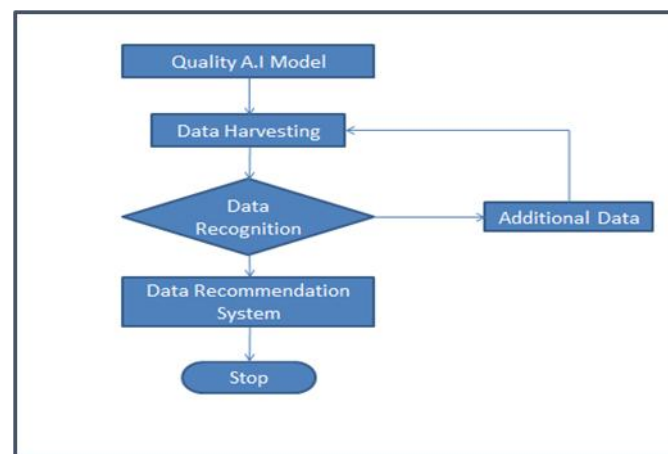 Quality A.I Model
Data Harvesting
Data
Recognition
Additional Data
Data Recommendation
System
Stop